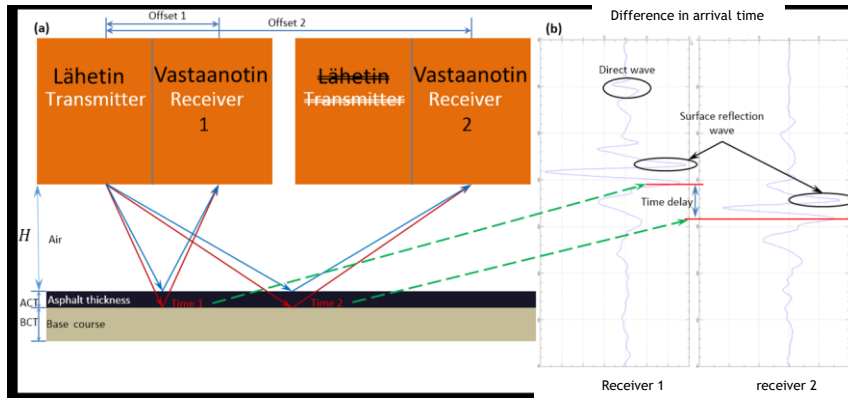 Offset 1
Offset 2
(a)
Lähetin
Transmitter
Vastaanotin
Receiver
1
Lähetin
Transmitter
Vastaanotin
Receiver
2
H
Air
ACT
Asphalt thickness
Time 1
Time 2
BCT
Base course
Difference in arrival time
(b)
Direct wave
Surface reflection
wave
Time delay
Receiver 1
receiver 2